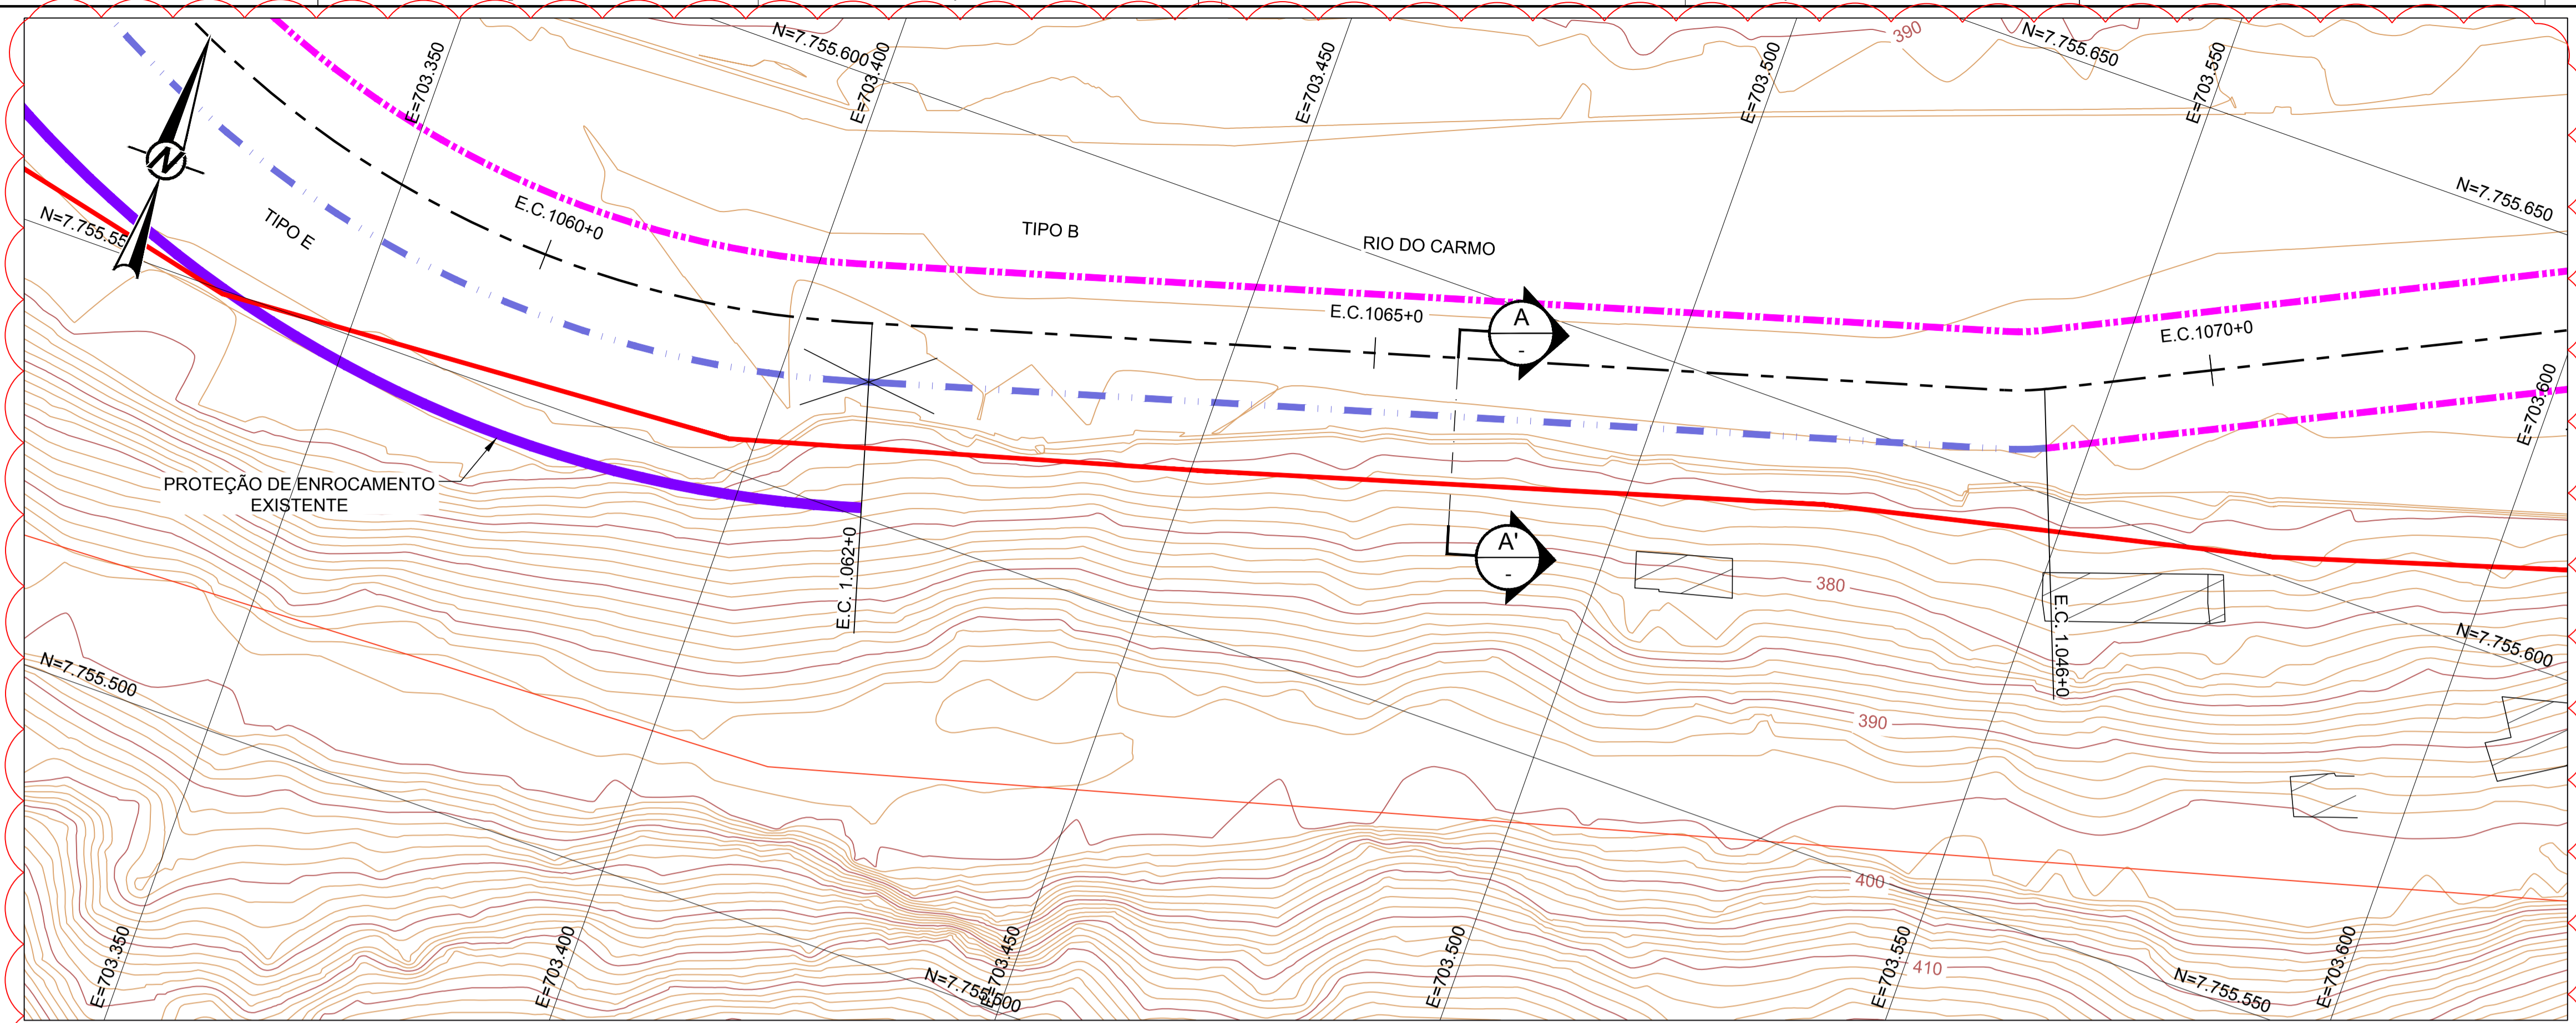 N=7.755.600
390
N=7.755.650
E=703.350
E=703.400
E=703.450
E=703.500
E=703.550
N
N=7.755.650
N=7.755.55
TIPO E
E.C.1060+0
TIPO B
RIO DO CARMO
A
-
E.C.1065+0
E.C.1070+0
E=703.600
PROTEÇÃO DE ENROCAMENTO
EXISTENTE
E.C. 1.062+0
A'
-
380
E.C. 1.046+0
N=7.755.600
N=7.755.500
390
400
E=703.350
E=703.400
E=703.450
N=7.755.500
E=703.500
E=703.550
410
N=7.755.550
E=703.600